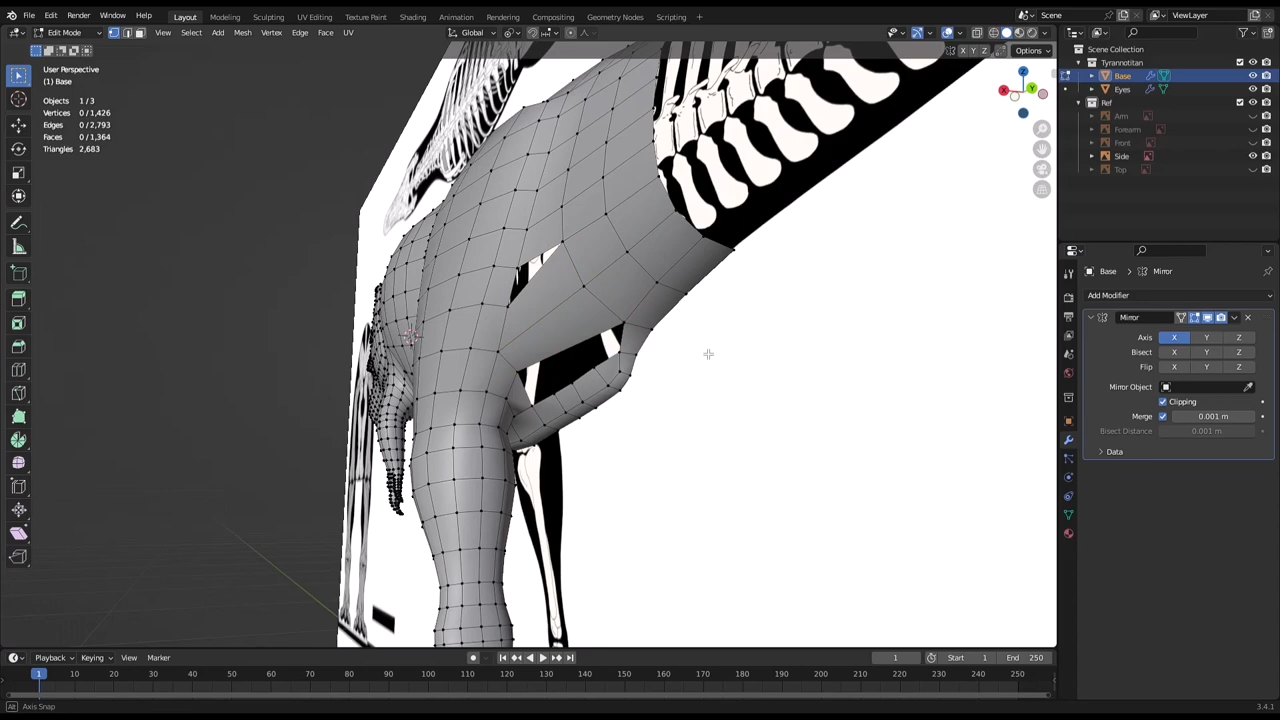 File Edit Render Window Help Layout Modeling Sculpting UV Editing Texture Paint Shading Animation Rendering Compositing Geometry Nodes Scripting + Scene ViewLayer
Edit Mode View Select Add Mesh Vertex Edge Face UV Global
X Y Z Options
User Perspective
(1) Base
Objects 1/3
Vertices 0/1,426
Edges 0/2,793
Faces 0/1,364
Triangles 2,683
X Y Z
Scene Collection
Tyrannotitan
Base
Eyes
Ref
Arm
Forearm
Front
Side
Top
Base Mirror
Add Modifier
Mirror
Axis X Y Z
Bisect X Y Z
Flip X Y Z
Mirror Object
Clipping
Merge 0.001 m
Bisect Distance 0.001 m
Data
Playback Keying View Marker 1 Start 1 End 250
1 10 20 30 40 50 60 70 80 90 100 110 120 130 140 150 160 170 180 190 200 210 220 230 240 250
Alt Axis Snap 3.4.1